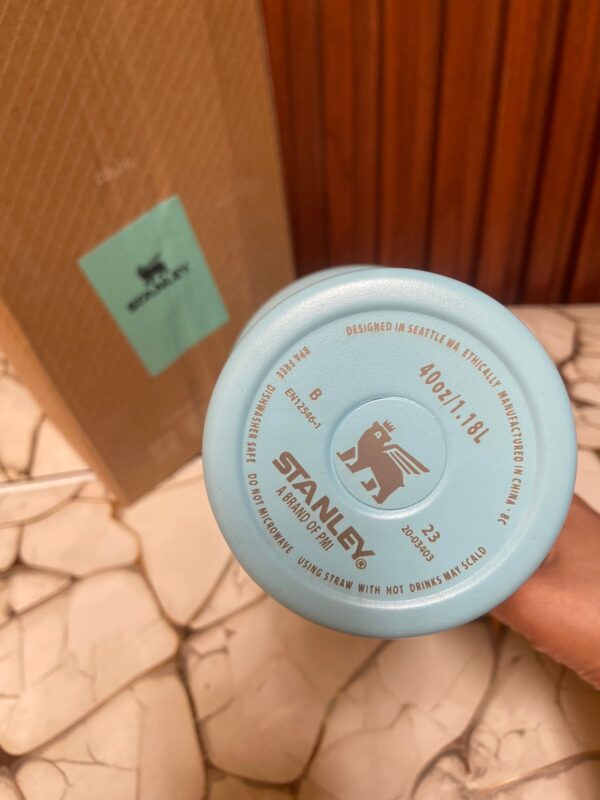 STANLEY
DESIGNED IN SEATTLE WA ETHICALLY MANUFACTURED IN CHINA · 8C
BPA FREE DISHWASHER SAFE DO NOT MICROWAVE USING STRAW WITH HOT DRINKS MAY SCALD
40oz/1.18L
B
EN12546-1
STANLEY®
A BRAND OF PMI
23
20-03403